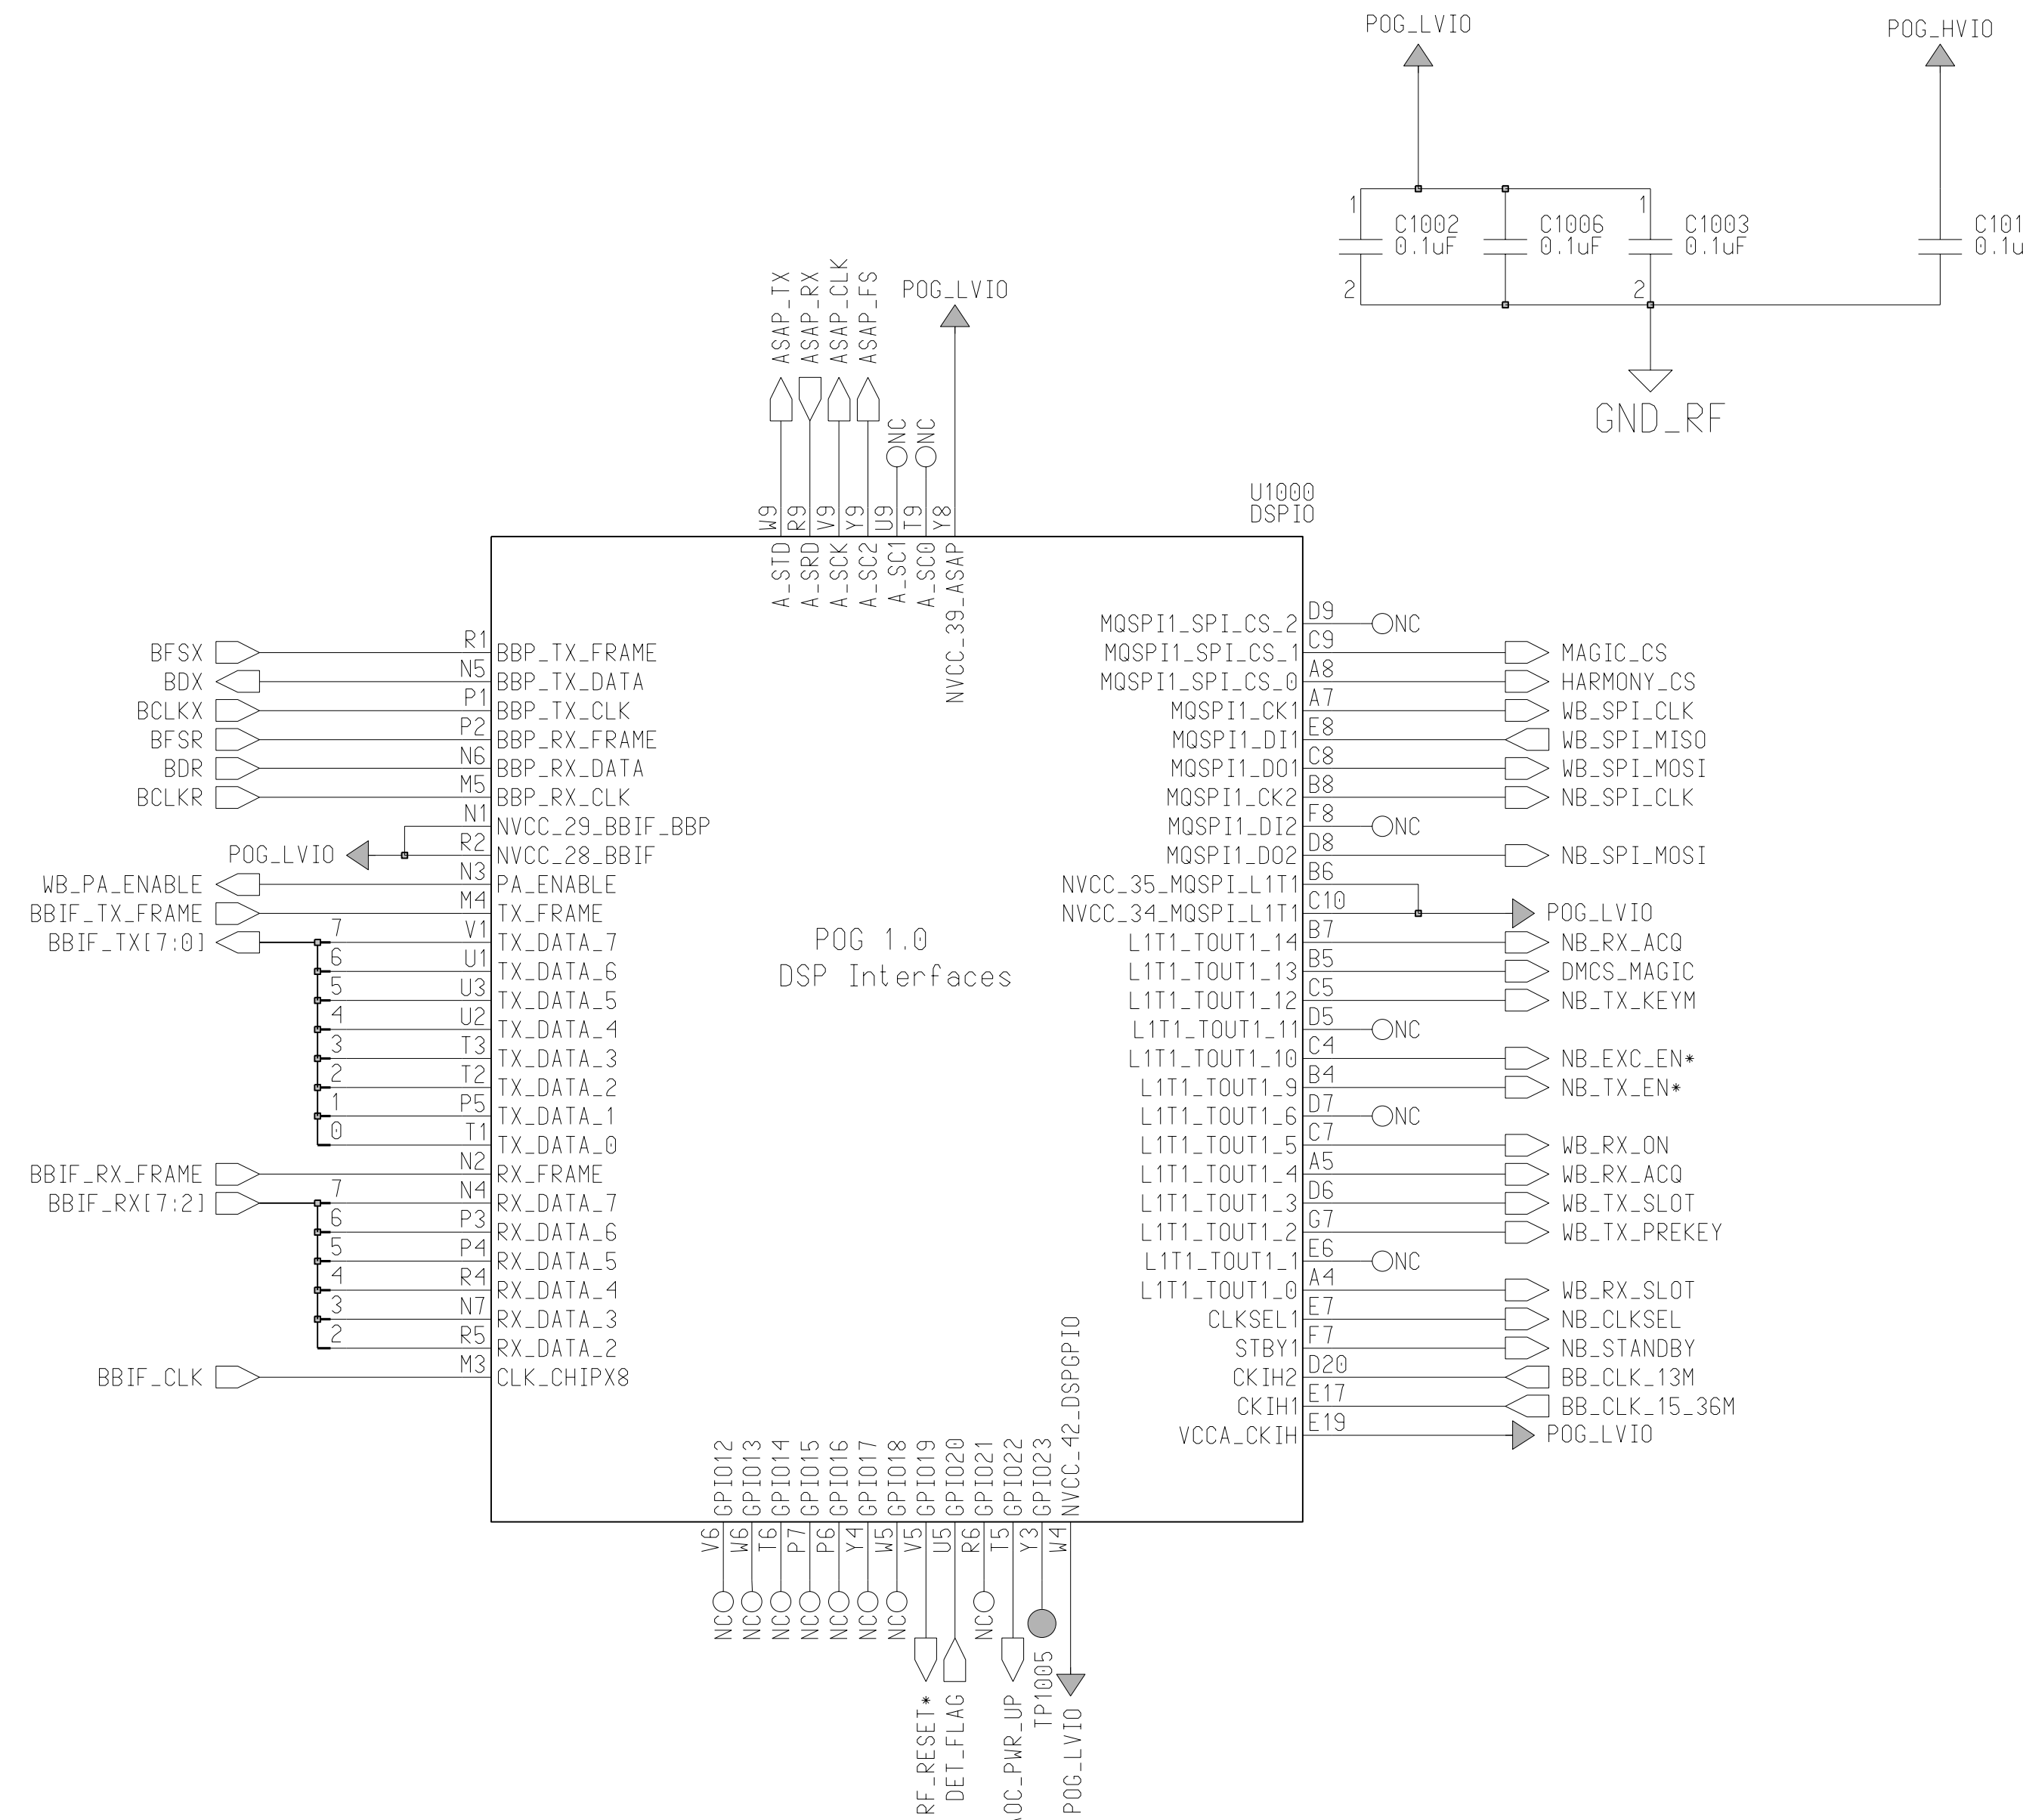 POG_LVIO
POG_HVIO
1
C1002
0.1uF
2
C1006
0.1uF
1
C1003
0.1uF
2
C101
0.1u
GND_RF
ASAP_TX
ASAP_RX
ASAP_CLK
ASAP_FS
NC
NC
POG_LVIO
W9
R9
V9
Y9
U9
T9
Y8
A_STD
A_SRD
A_SCK
A_SC2
A_SC1
A_SC0
NVCC_39_ASAP
U1000
DSPIO
BFSX R1 BBP_TX_FRAME
BDX N5 BBP_TX_DATA
BCLKX P1 BBP_TX_CLK
BFSR P2 BBP_RX_FRAME
BDR N6 BBP_RX_DATA
BCLKR M5 BBP_RX_CLK
N1 NVCC_29_BBIF_BBP
POG_LVIO R2 NVCC_28_BBIF
WB_PA_ENABLE N3 PA_ENABLE
BBIF_TX_FRAME M4 TX_FRAME
BBIF_TX[7:0] 7 V1 TX_DATA_7
6 U1 TX_DATA_6
5 U3 TX_DATA_5
4 U2 TX_DATA_4
3 T3 TX_DATA_3
2 T2 TX_DATA_2
1 P5 TX_DATA_1
0 T1 TX_DATA_0
BBIF_RX_FRAME N2 RX_FRAME
BBIF_RX[7:2] 7 N4 RX_DATA_7
6 P3 RX_DATA_6
5 P4 RX_DATA_5
4 R4 RX_DATA_4
3 N7 RX_DATA_3
2 R5 RX_DATA_2
BBIF_CLK M3 CLK_CHIPX8
POG 1.0
DSP Interfaces
MQSPI1_SPI_CS_2 D9 NC
MQSPI1_SPI_CS_1 C9 MAGIC_CS
MQSPI1_SPI_CS_0 A8 HARMONY_CS
MQSPI1_CK1 A7 WB_SPI_CLK
MQSPI1_DI1 E8 WB_SPI_MISO
MQSPI1_DO1 C8 WB_SPI_MOSI
MQSPI1_CK2 B8 NB_SPI_CLK
MQSPI1_DI2 F8 NC
MQSPI1_DO2 D8 NB_SPI_MOSI
NVCC_35_MQSPI_L1T1 B6
NVCC_34_MQSPI_L1T1 C10 POG_LVIO
L1T1_TOUT1_14 B7 NB_RX_ACQ
L1T1_TOUT1_13 B5 DMCS_MAGIC
L1T1_TOUT1_12 C5 NB_TX_KEYM
L1T1_TOUT1_11 D5 NC
L1T1_TOUT1_10 C4 NB_EXC_EN*
L1T1_TOUT1_9 B4 NB_TX_EN*
L1T1_TOUT1_6 D7 NC
L1T1_TOUT1_5 C7 WB_RX_ON
L1T1_TOUT1_4 A5 WB_RX_ACQ
L1T1_TOUT1_3 D6 WB_TX_SLOT
L1T1_TOUT1_2 G7 WB_TX_PREKEY
L1T1_TOUT1_1 E6 NC
L1T1_TOUT1_0 A4 WB_RX_SLOT
CLKSEL1 E7 NB_CLKSEL
STBY1 F7 NB_STANDBY
CKIH2 D20 BB_CLK_13M
CKIH1 E17 BB_CLK_15_36M
VCCA_CKIH E19 POG_LVIO
GPIO12
GPIO13
GPIO14
GPIO15
GPIO16
GPIO17
GPIO18
GPIO19
GPIO20
GPIO21
GPIO22
GPIO23
NVCC_42_DSPGPIO
V6
W6
T6
P7
P6
Y4
W5
V5
U5
R6
T5
Y3
W4
NC
NC
NC
NC
NC
NC
NC
RF_RESET*
DET_FLAG
NC
AOC_PWR_UP
TP1005
POG_LVIO